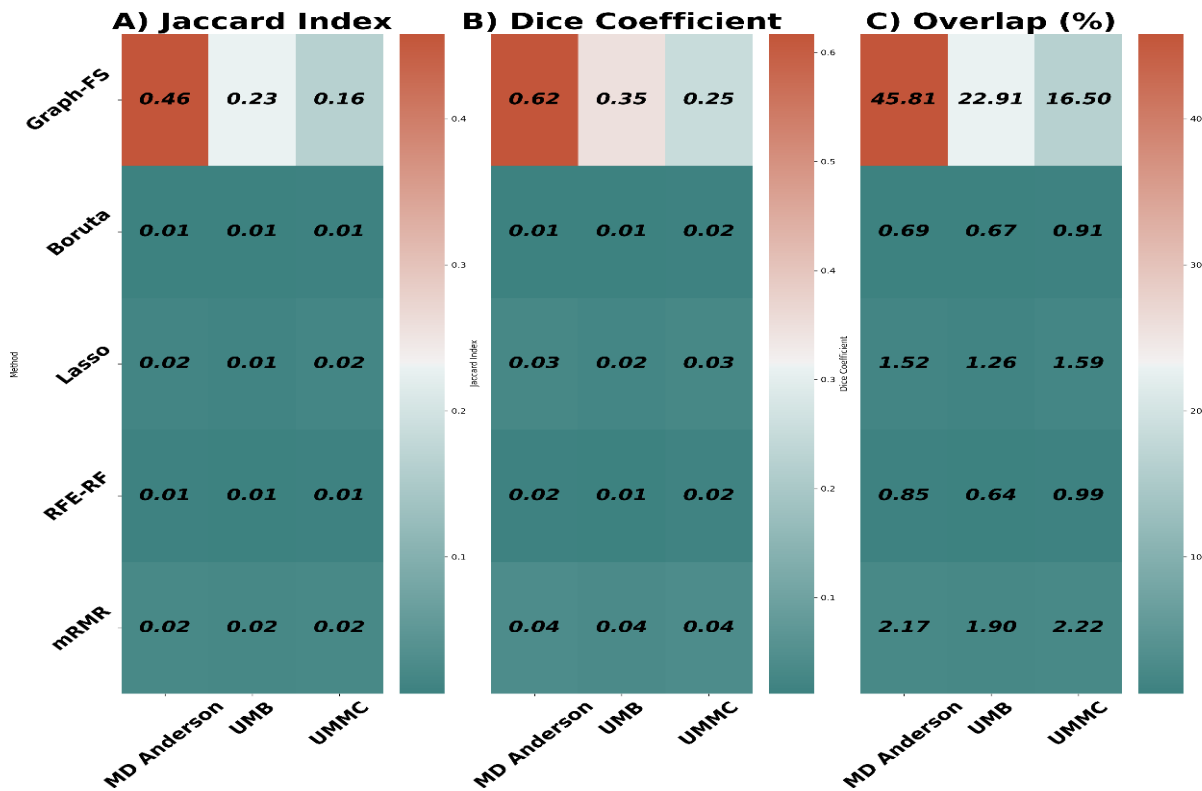 A) Jaccard Index
B) Dice Coefficient
C) Overlap (%)
Method
Graph-FS
Boruta
Lasso
RFE-RF
mRMR
0.46 0.23 0.16
0.01 0.01 0.01
0.02 0.01 0.02
0.01 0.01 0.01
0.02 0.02 0.02
MD Anderson
UMB
UMMC
0.4
0.3
0.2
0.1
Jaccard Index
0.62 0.35 0.25
0.01 0.01 0.02
0.03 0.02 0.03
0.02 0.01 0.02
0.04 0.04 0.04
MD Anderson
UMB
UMMC
0.6
0.5
0.4
0.3
0.2
0.1
Dice Coefficient
45.81 22.91 16.50
0.69 0.67 0.91
1.52 1.26 1.59
0.85 0.64 0.99
2.17 1.90 2.22
MD Anderson
UMB
UMMC
40
30
20
10